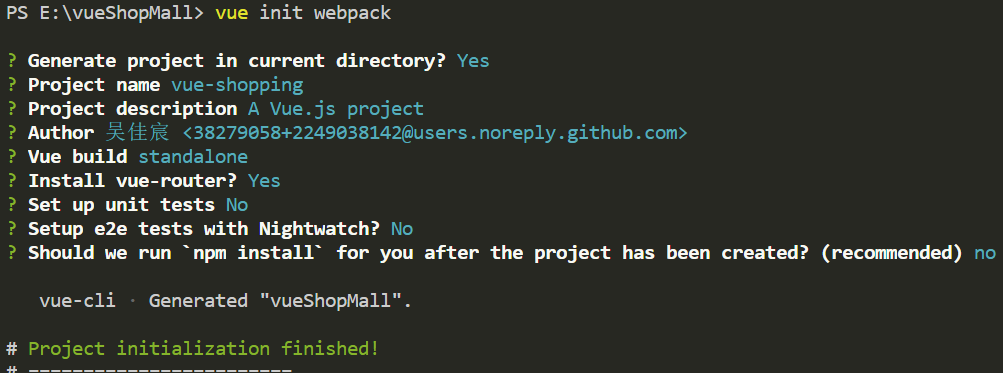 PS E:\vueShopMall> vue init webpack
? Generate project in current directory? Yes
? Project name vue-shopping
? Project description A Vue.js project
? Author 吴佳宸 <38279058+2249038142@users.noreply.github.com>
? Vue build standalone
? Install vue-router? Yes
? Set up unit tests No
? Setup e2e tests with Nightwatch? No
? Should we run `npm install` for you after the project has been created? (recommended) no
vue-cli · Generated "vueShopMall".
# Project initialization finished!
# ========================